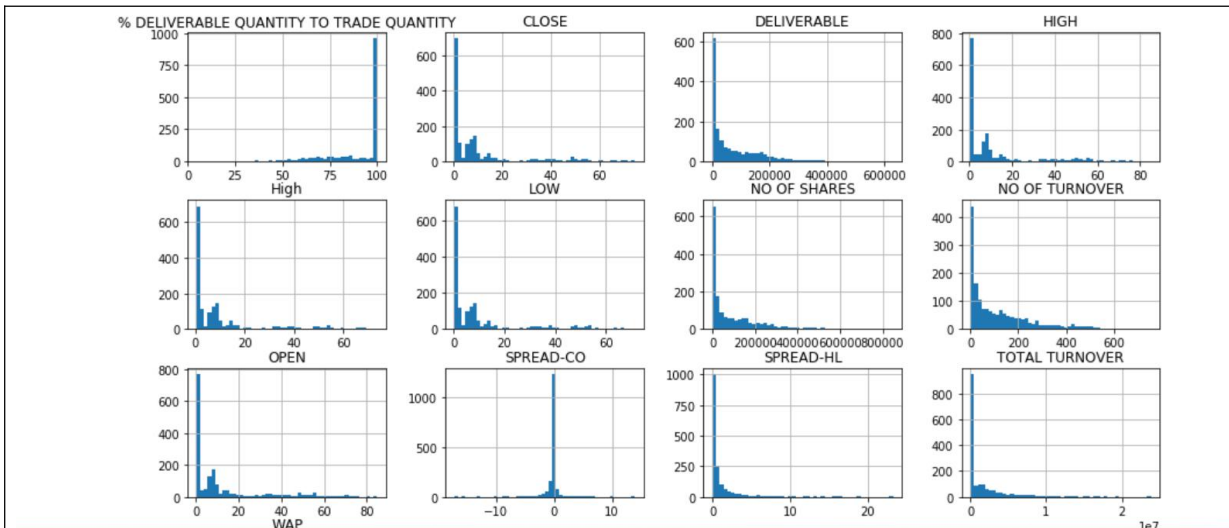 % DELIVERABLE QUANTITY TO TRADE QUANTITY
1000
750
500
250
0
0 25 50 75 100
CLOSE
600
400
200
0
0 20 40 60
DELIVERABLE
600
400
200
0
0 200000 400000 600000
HIGH
800
600
400
200
0
0 20 40 60 80
High
600
400
200
0
0 20 40 60
LOW
600
400
200
0
0 20 40 60
NO OF SHARES
600
400
200
0
0 200000 400000 600000 800000
NO OF TURNOVER
400
300
200
100
0
0 200 400 600
OPEN
800
600
400
200
0
0 20 40 60 80
SPREAD-CO
1000
500
0
−10 0 10
SPREAD-HL
1000
750
500
250
0
0 10 20
TOTAL TURNOVER
800
600
400
200
0
0 1 2
1e7
WAP